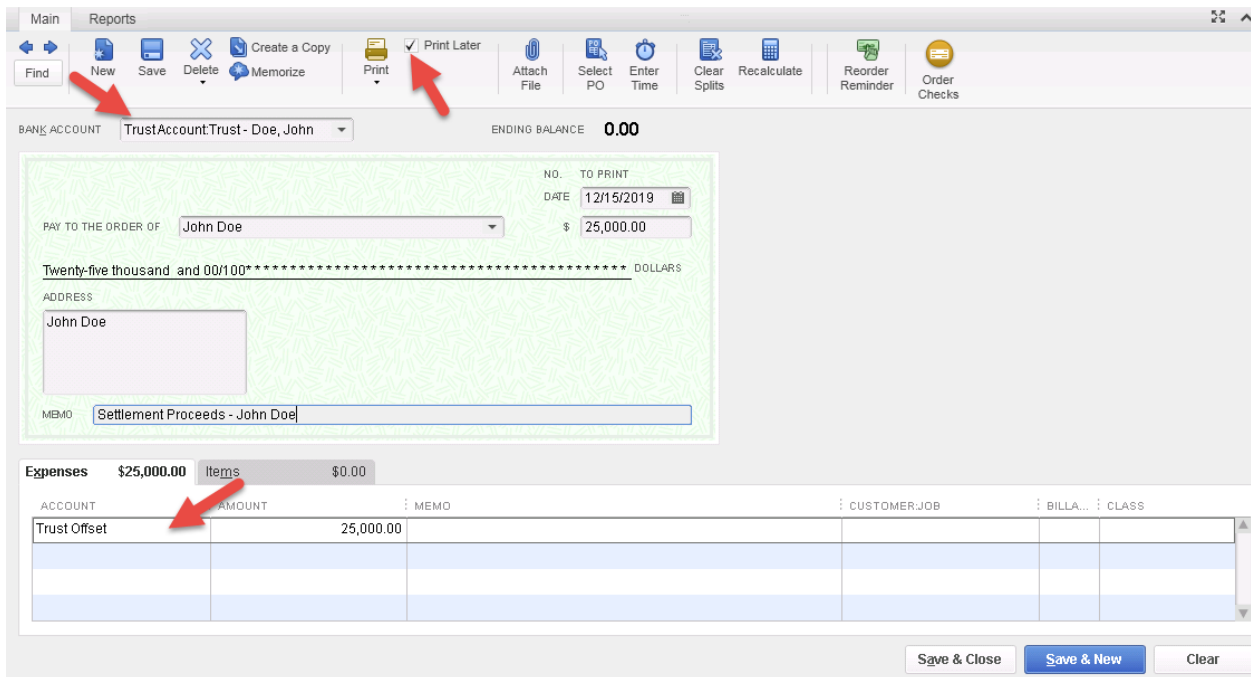 Main Reports
Find
New
Save
Delete
Create a Copy
Memorize
Print
Print Later
Attach File
Select PO
Enter Time
Clear Splits
Recalculate
Reorder Reminder
Order Checks
BANK ACCOUNT TrustAccount:Trust - Doe, John ENDING BALANCE 0.00
NO. TO PRINT
DATE 12/15/2019
PAY TO THE ORDER OF John Doe $ 25,000.00
Twenty-five thousand and 00/100* * * * * * * * * * * * * * * * * * * * * * * * * * * * * * * * * * * * * * * * * * * * DOLLARS
ADDRESS
John Doe
MEMO Settlement Proceeds - John Doe
Expenses $25,000.00 Items $0.00
ACCOUNT AMOUNT MEMO CUSTOMER:JOB BILLA... CLASS
Trust Offset 25,000.00
Save & Close Save & New Clear